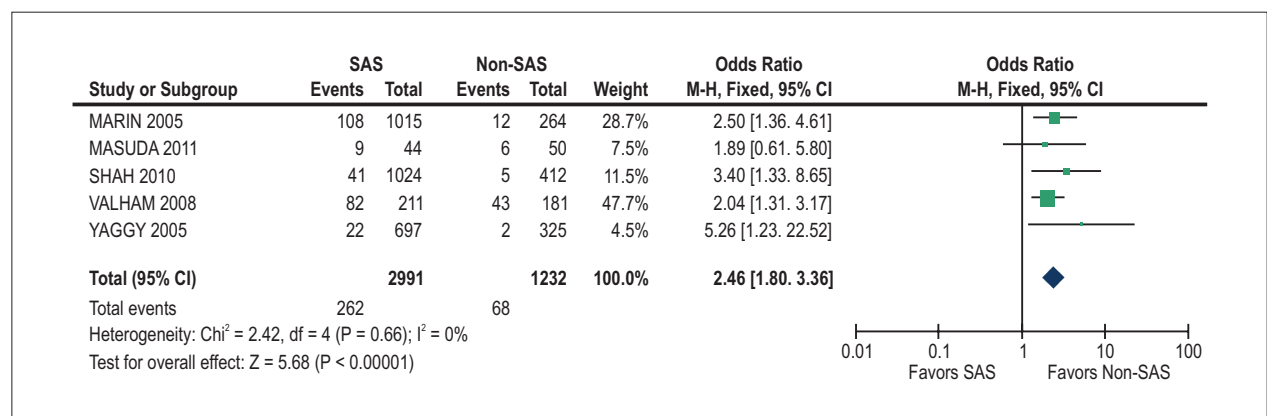 SAS Non-SAS Odds Ratio Odds Ratio
Study or Subgroup Events Total Events Total Weight M-H, Fixed, 95% CI M-H, Fixed, 95% CI
MARIN 2005 108 1015 12 264 28.7% 2.50 [1.36. 4.61]
MASUDA 2011 9 44 6 50 7.5% 1.89 [0.61. 5.80]
SHAH 2010 41 1024 5 412 11.5% 3.40 [1.33. 8.65]
VALHAM 2008 82 211 43 181 47.7% 2.04 [1.31. 3.17]
YAGGY 2005 22 697 2 325 4.5% 5.26 [1.23. 22.52]
Total (95% CI) 2991 1232 100.0% 2.46 [1.80. 3.36]
Total events 262 68
Heterogeneity: Chi² = 2.42, df = 4 (P = 0.66); I² = 0%
Test for overall effect: Z = 5.68 (P < 0.00001)
0.01 0.1 1 10 100
Favors SAS Favors Non-SAS